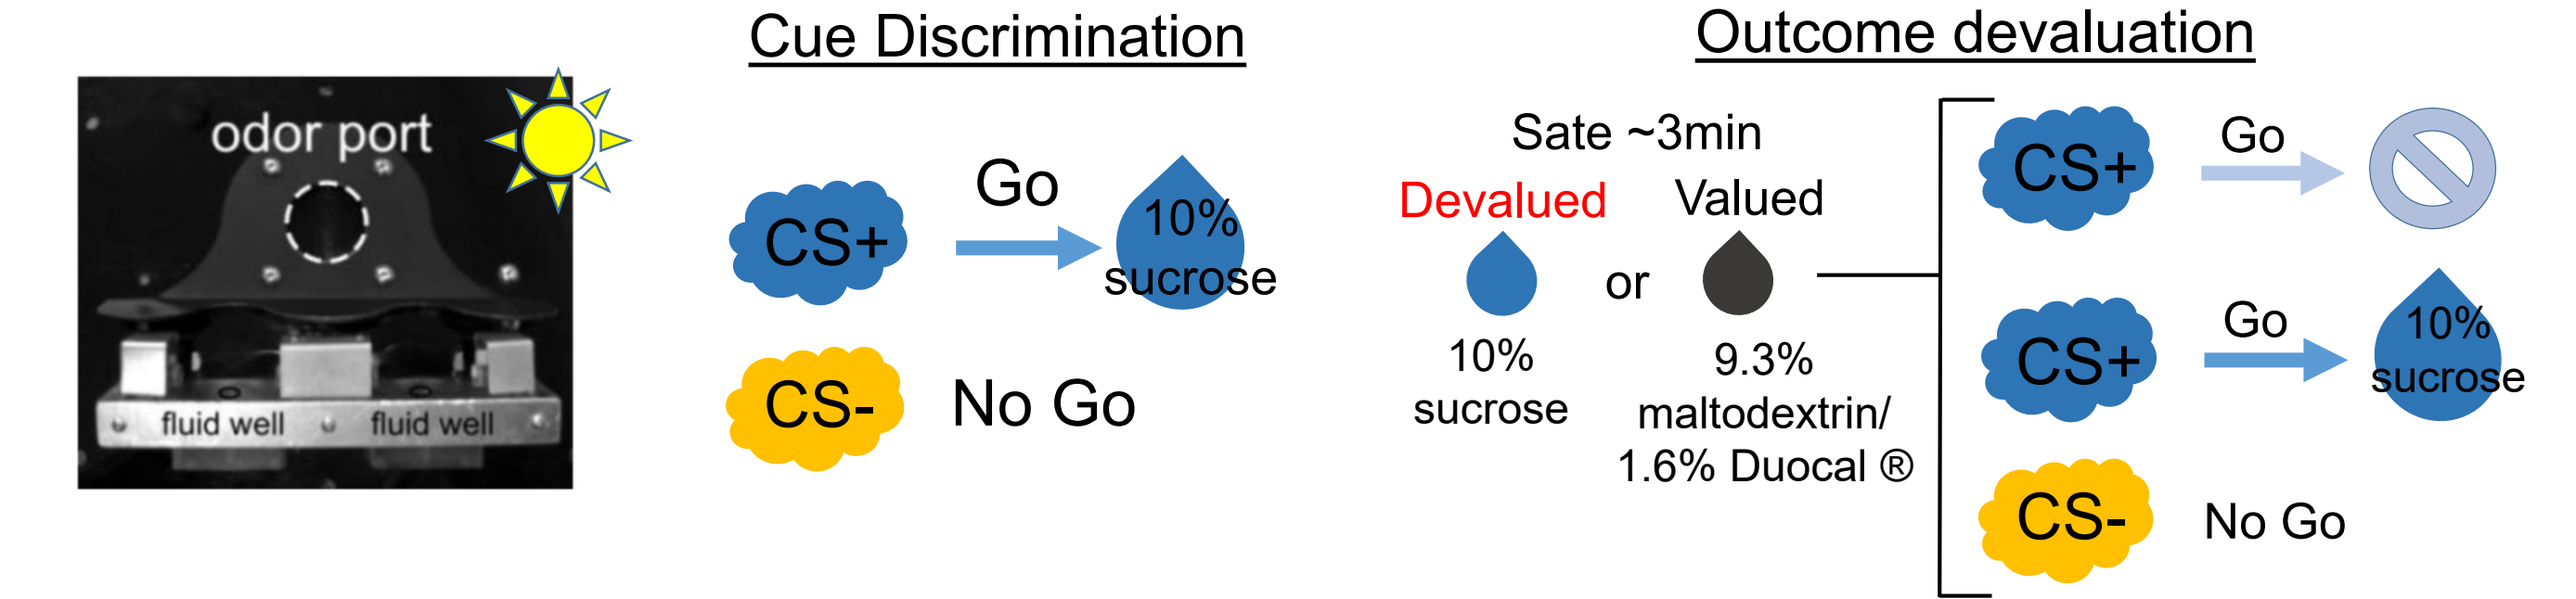 odor port
fluid well
fluid well
Cue Discrimination
CS+
Go
10%
sucrose
CS-
No Go
Outcome devaluation
Sate ~3min
Devalued
or
Valued
10%
sucrose
9.3%
maltodextrin/
1.6% Duocal ®
CS+
Go
CS+
Go
10%
sucrose
CS-
No Go